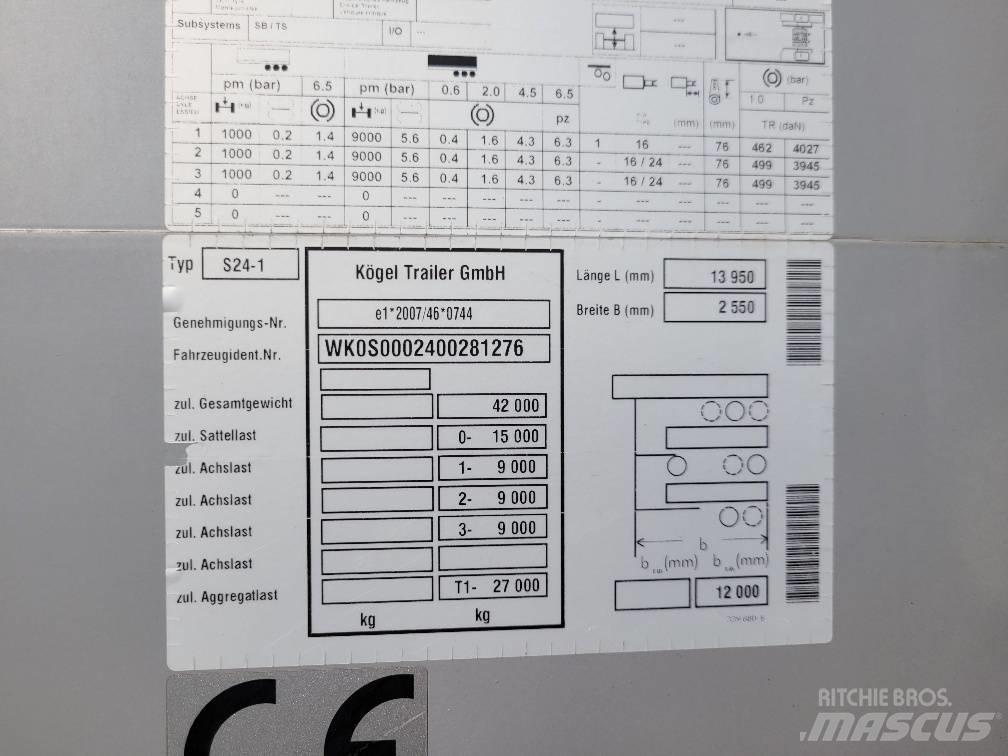 Subsystems SB / TS I/O ... ---
---
(bar)
pm (bar) 6.5 pm (bar) 0.6 2.0 4.5 6.5
1.0 Pz
pz (mm) (mm) TR (daN)
1 1000 0.2 1.4 9000 5.6 0.4 1.6 4.3 6.3 1 16 --- 76 462 4027
2 1000 0.2 1.4 9000 5.6 0.4 1.6 4.3 6.3 - 16 / 24 --- 76 499 3945
3 1000 0.2 1.4 9000 5.6 0.4 1.6 4.3 6.3 - 16 / 24 --- 76 499 3945
4 0 --- --- 0 --- --- --- --- --- - --- --- --- --- ---
5 0 --- --- 0 --- --- --- --- --- - --- --- --- --- ---
Typ S24-1
Kögel Trailer GmbH
Länge L (mm) 13 950
Genehmigungs-Nr. e1*2007/46*0744
Breite B (mm) 2 550
Fahrzeugident.Nr. WK0S0002400281276
zul. Gesamtgewicht 42 000
zul. Sattellast 0- 15 000
zul. Achslast 1- 9 000
zul. Achslast 2- 9 000
zul. Achslast 3- 9 000
zul. Achslast
b
b (mm) b (mm)
zul. Aggregatlast T1- 27 000
12 000
kg kg
CE
RITCHIE BROS.
MASCUS